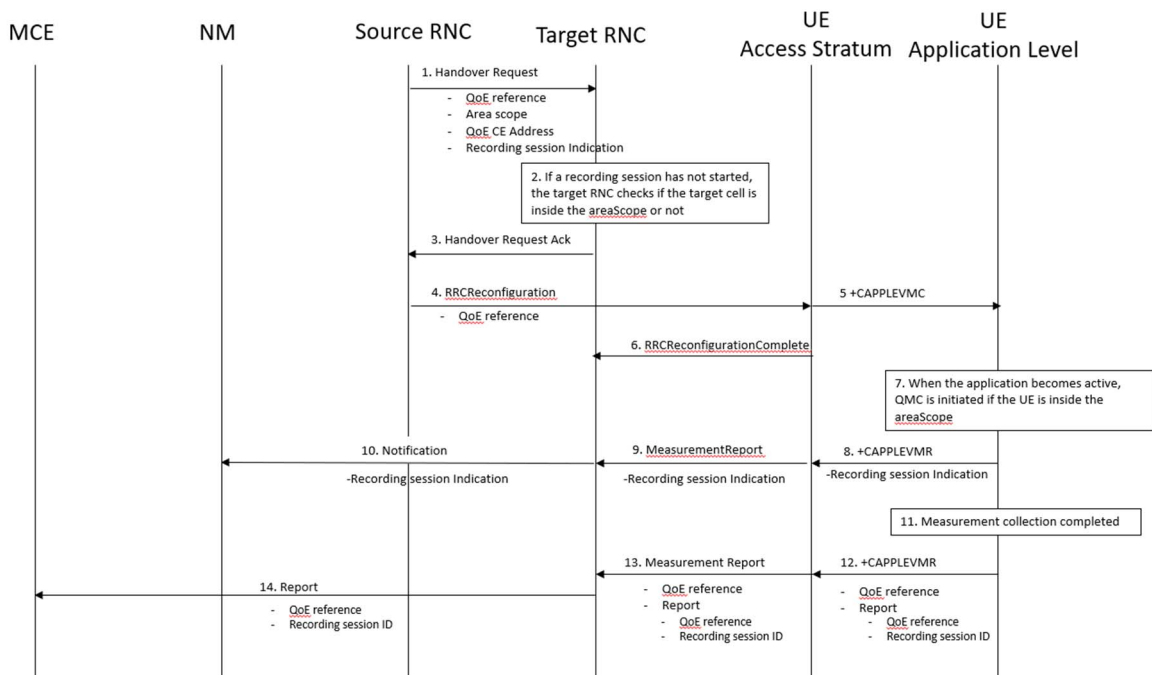 MCE
NM
Source RNC
Target RNC
UE
Access Stratum
UE
Application Level
1. Handover Request
- QoE reference
- Area scope
- QoE CE Address
- Recording session Indication
2. If a recording session has not started,
the target RNC checks if the target cell is
inside the areaScope or not
3. Handover Request Ack
4. RRCReconfiguration
- QoE reference
5 +CAPPLEVMC
6. RRCReconfigurationComplete
7. When the application becomes active,
QMC is initiated if the UE is inside the
areaScope
8. +CAPPLEVMR
-Recording session Indication
9. MeasurementReport
-Recording session Indication
10. Notification
-Recording session Indication
11. Measurement collection completed
12. +CAPPLEVMR
- QoE reference
- Report
- QoE reference
- Recording session ID
13. Measurement Report
- QoE reference
- Report
- QoE reference
- Recording session ID
14. Report
- QoE reference
- Recording session ID